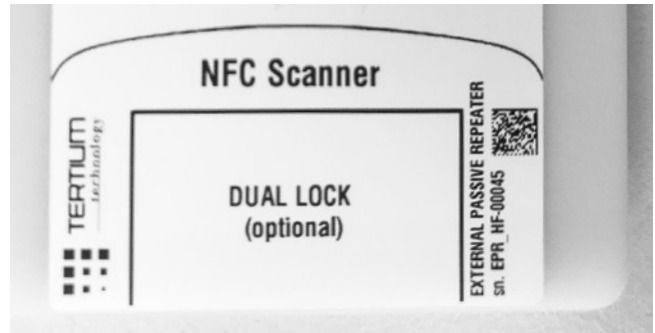 NFC Scanner
TERTIUM
technology
DUAL LOCK
(optional)
EXTERNAL PASSIVE REPEATER
sn. EPR_HF-00045